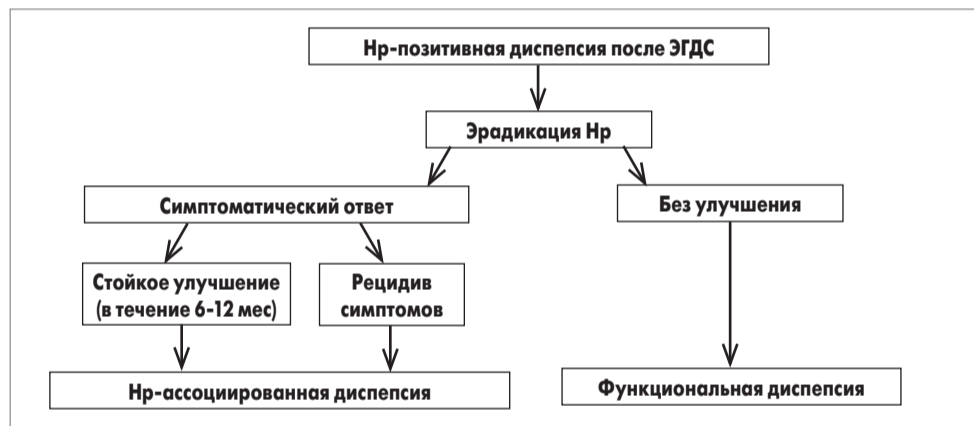 Нр-позитивная диспепсия после ЭГДС
Эрадикация Нр
Симптоматический ответ
Без улучшения
Стойкое улучшение
(в течение 6-12 мес)
Рецидив
симптомов
Нр-ассоциированная диспепсия
Функциональная диспепсия